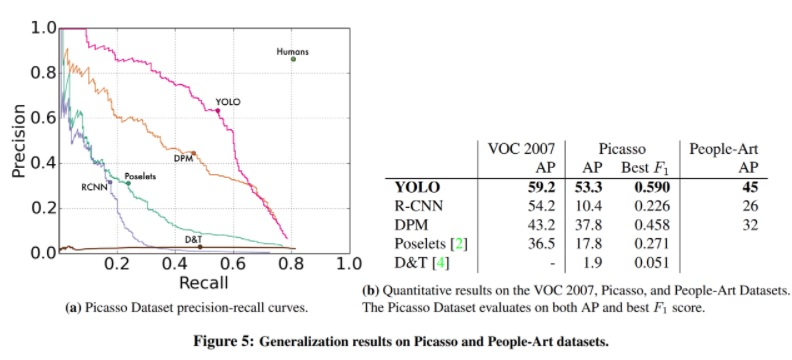 1.0
0.8
0.6
0.4
0.2
0.0
Precision
Humans
YOLO
DPM
Poselets
RCNN
D&T
0.2 0.4 0.6 0.8 1.0
Recall
(a) Picasso Dataset precision-recall curves.
VOC 2007 Picasso People-Art
AP AP Best F1 AP
YOLO 59.2 53.3 0.590 45
R-CNN 54.2 10.4 0.226 26
DPM 43.2 37.8 0.458 32
Poselets [2] 36.5 17.8 0.271
D&T [4] - 1.9 0.051
(b) Quantitative results on the VOC 2007, Picasso, and People-Art Datasets.
The Picasso Dataset evaluates on both AP and best F1 score.
Figure 5: Generalization results on Picasso and People-Art datasets.